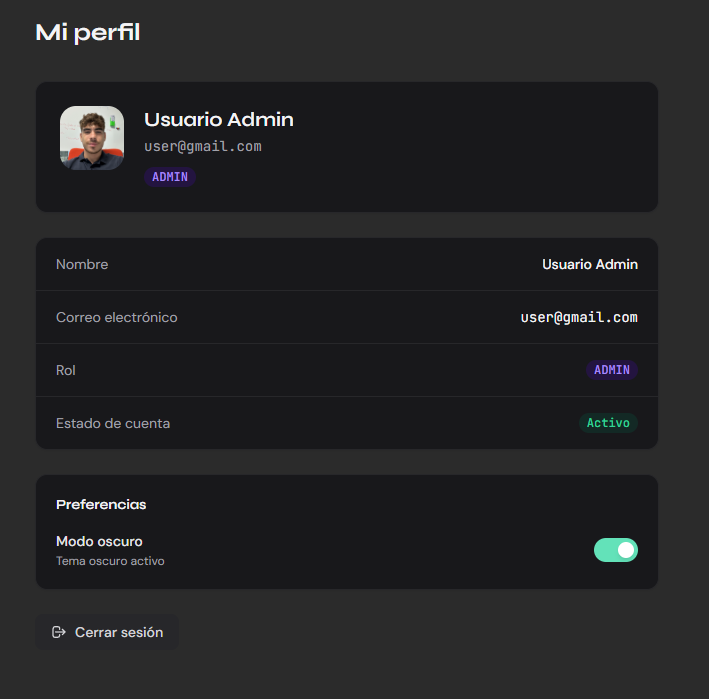 Mi perfil
Usuario Admin
user@gmail.com
ADMIN
Nombre
Usuario Admin
Correo electrónico
user@gmail.com
Rol
ADMIN
Estado de cuenta
Activo
Preferencias
Modo oscuro
Tema oscuro activo
Cerrar sesión